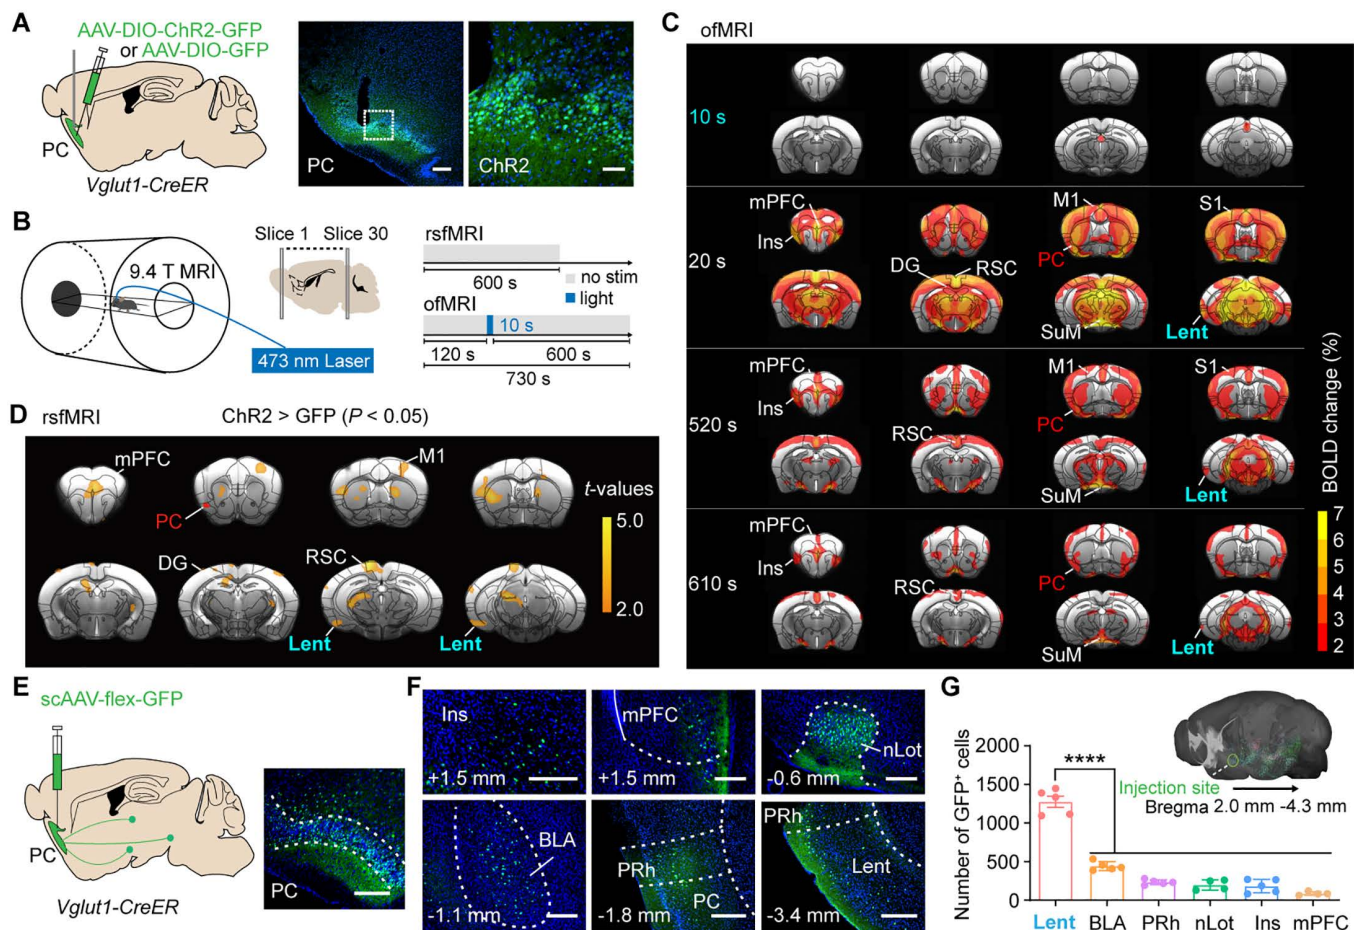 A
AAV-DIO-ChR2-GFP
or AAV-DIO-GFP
PC
Vglut1-CreER
PC
ChR2
B
9.4 T MRI
473 nm Laser
Slice 1 Slice 30
rsfMRI
600 s
no stim
light
ofMRI
10 s
120 s 600 s
730 s
C
ofMRI
10 s
20 s
mPFC
Ins
DG
RSC
M1
PC
SuM
S1
Lent
520 s
mPFC
Ins
RSC
M1
PC
SuM
S1
Lent
610 s
mPFC
Ins
RSC
PC
SuM
Lent
BOLD change (%)
7
6
5
4
3
2
D
rsfMRI ChR2 > GFP (P < 0.05)
mPFC
PC
M1
DG
RSC
Lent
Lent
t-values
5.0
2.0
E
scAAV-flex-GFP
PC
Vglut1-CreER
PC
F
Ins
+1.5 mm
mPFC
+1.5 mm
nLot
-0.6 mm
BLA
-1.1 mm
PRh
PC
-1.8 mm
PRh
Lent
-3.4 mm
G
Number of GFP+ cells
2000
1500
1000
500
0
****
Injection site
Bregma 2.0 mm -4.3 mm
Lent BLA PRh nLot Ins mPFC